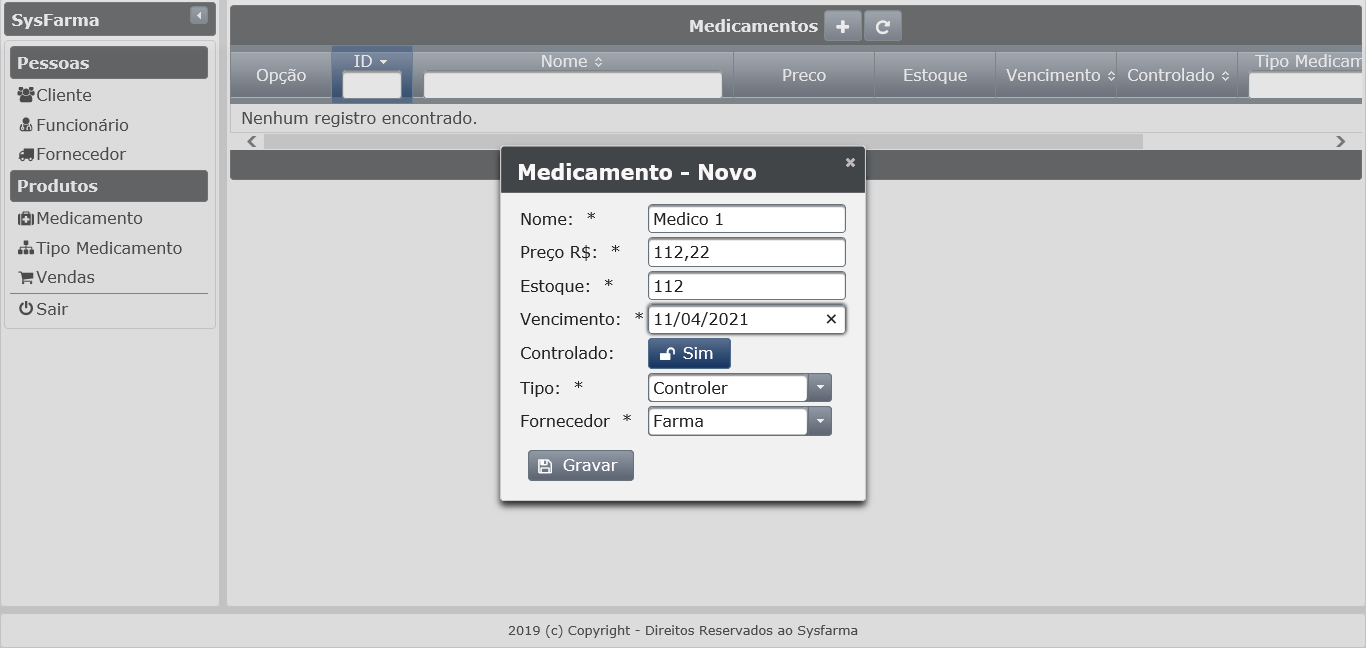 SysFarma
Pessoas
Cliente
Funcionário
Fornecedor
Produtos
Medicamento
Tipo Medicamento
Vendas
Sair
Medicamentos
Opção ID Nome Preco Estoque Vencimento Controlado Tipo Medicam
Nenhum registro encontrado.
Medicamento - Novo
Nome: * Medico 1
Preço R$: * 112,22
Estoque: * 112
Vencimento: * 11/04/2021
Controlado: Sim
Tipo: * Controler
Fornecedor * Farma
Gravar
2019 (c) Copyright - Direitos Reservados ao Sysfarma